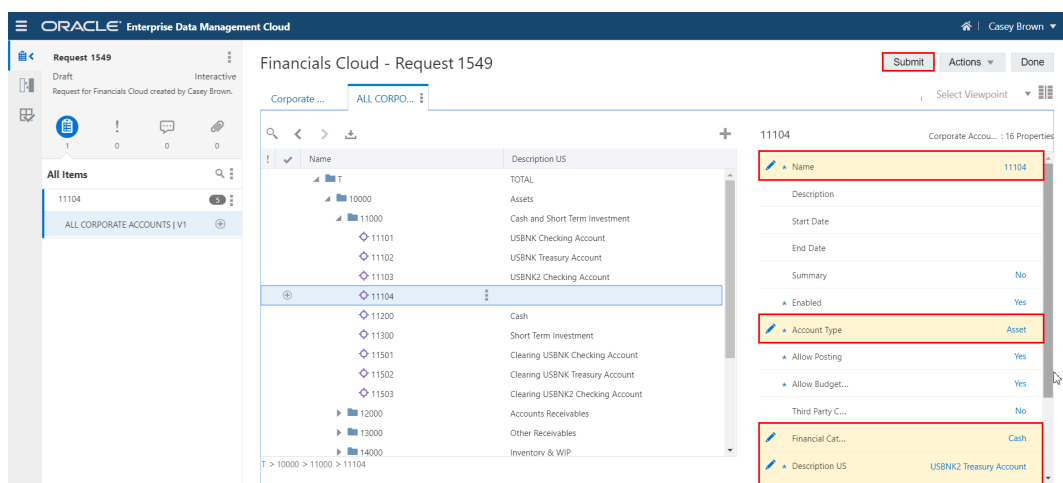 ORACLE Enterprise Data Management Cloud
Casey Brown
Request 1549
Draft Interactive
Request for Financials Cloud created by Casey Brown.
1 0 0 0
All Items
11104 5
ALL CORPORATE ACCOUNTS | V1
Financials Cloud - Request 1549
Submit Actions Done
Corporate ... ALL CORPO...
Select Viewpoint
! Name Description US
T TOTAL
10000 Assets
11000 Cash and Short Term Investment
11101 USBNK Checking Account
11102 USBNK Treasury Account
11103 USBNK2 Checking Account
11104
11200 Cash
11300 Short Term Investment
11501 Clearing USBNK Checking Account
11502 Clearing USBNK Treasury Account
11503 Clearing USBNK2 Checking Account
12000 Accounts Receivables
13000 Other Receivables
14000 Inventory & WIP
T > 10000 > 11000 > 11104
11104 Corporate Accou... : 16 Properties
* Name 11104
Description
Start Date
End Date
Summary No
* Enabled Yes
* Account Type Asset
* Allow Posting Yes
* Allow Budget... Yes
Third Party C... No
Financial Cat... Cash
* Description US USBNK2 Treasury Account